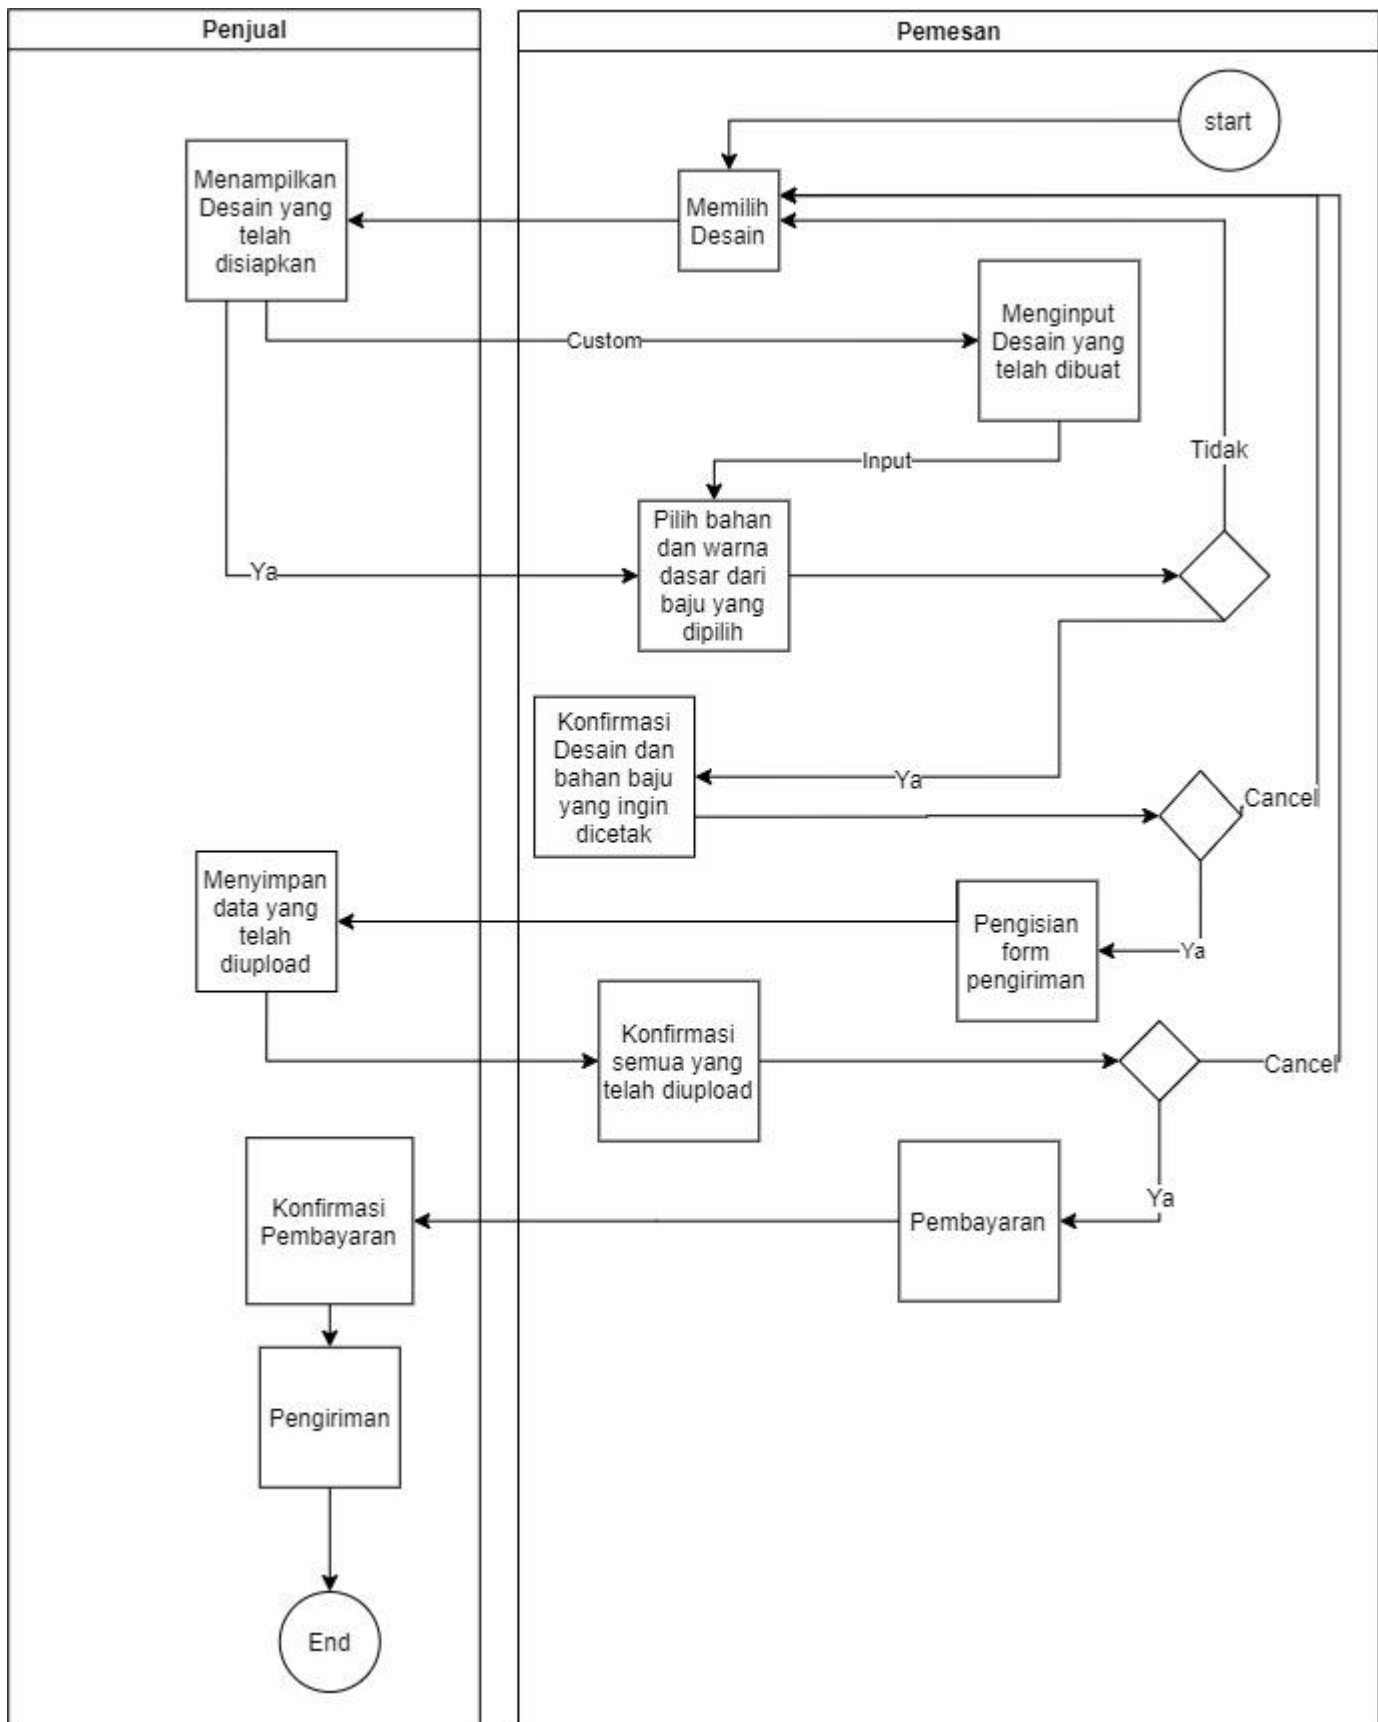 Penjual
Pemesan
start
Menampilkan
Desain yang
telah
disiapkan
Memilih
Desain
Menginput
Desain yang
telah dibuat
Custom
Tidak
Input
Pilih bahan
dan warna
dasar dari
baju yang
dipilih
Ya
Konfirmasi
Desain dan
bahan baju
yang ingin
dicetak
Ya
Cancel
Menyimpan
data yang
telah
diupload
Pengisian
form
pengiriman
Ya
Konfirmasi
semua yang
telah diupload
Cancel
Konfirmasi
Pembayaran
Pembayaran
Ya
Pengiriman
End